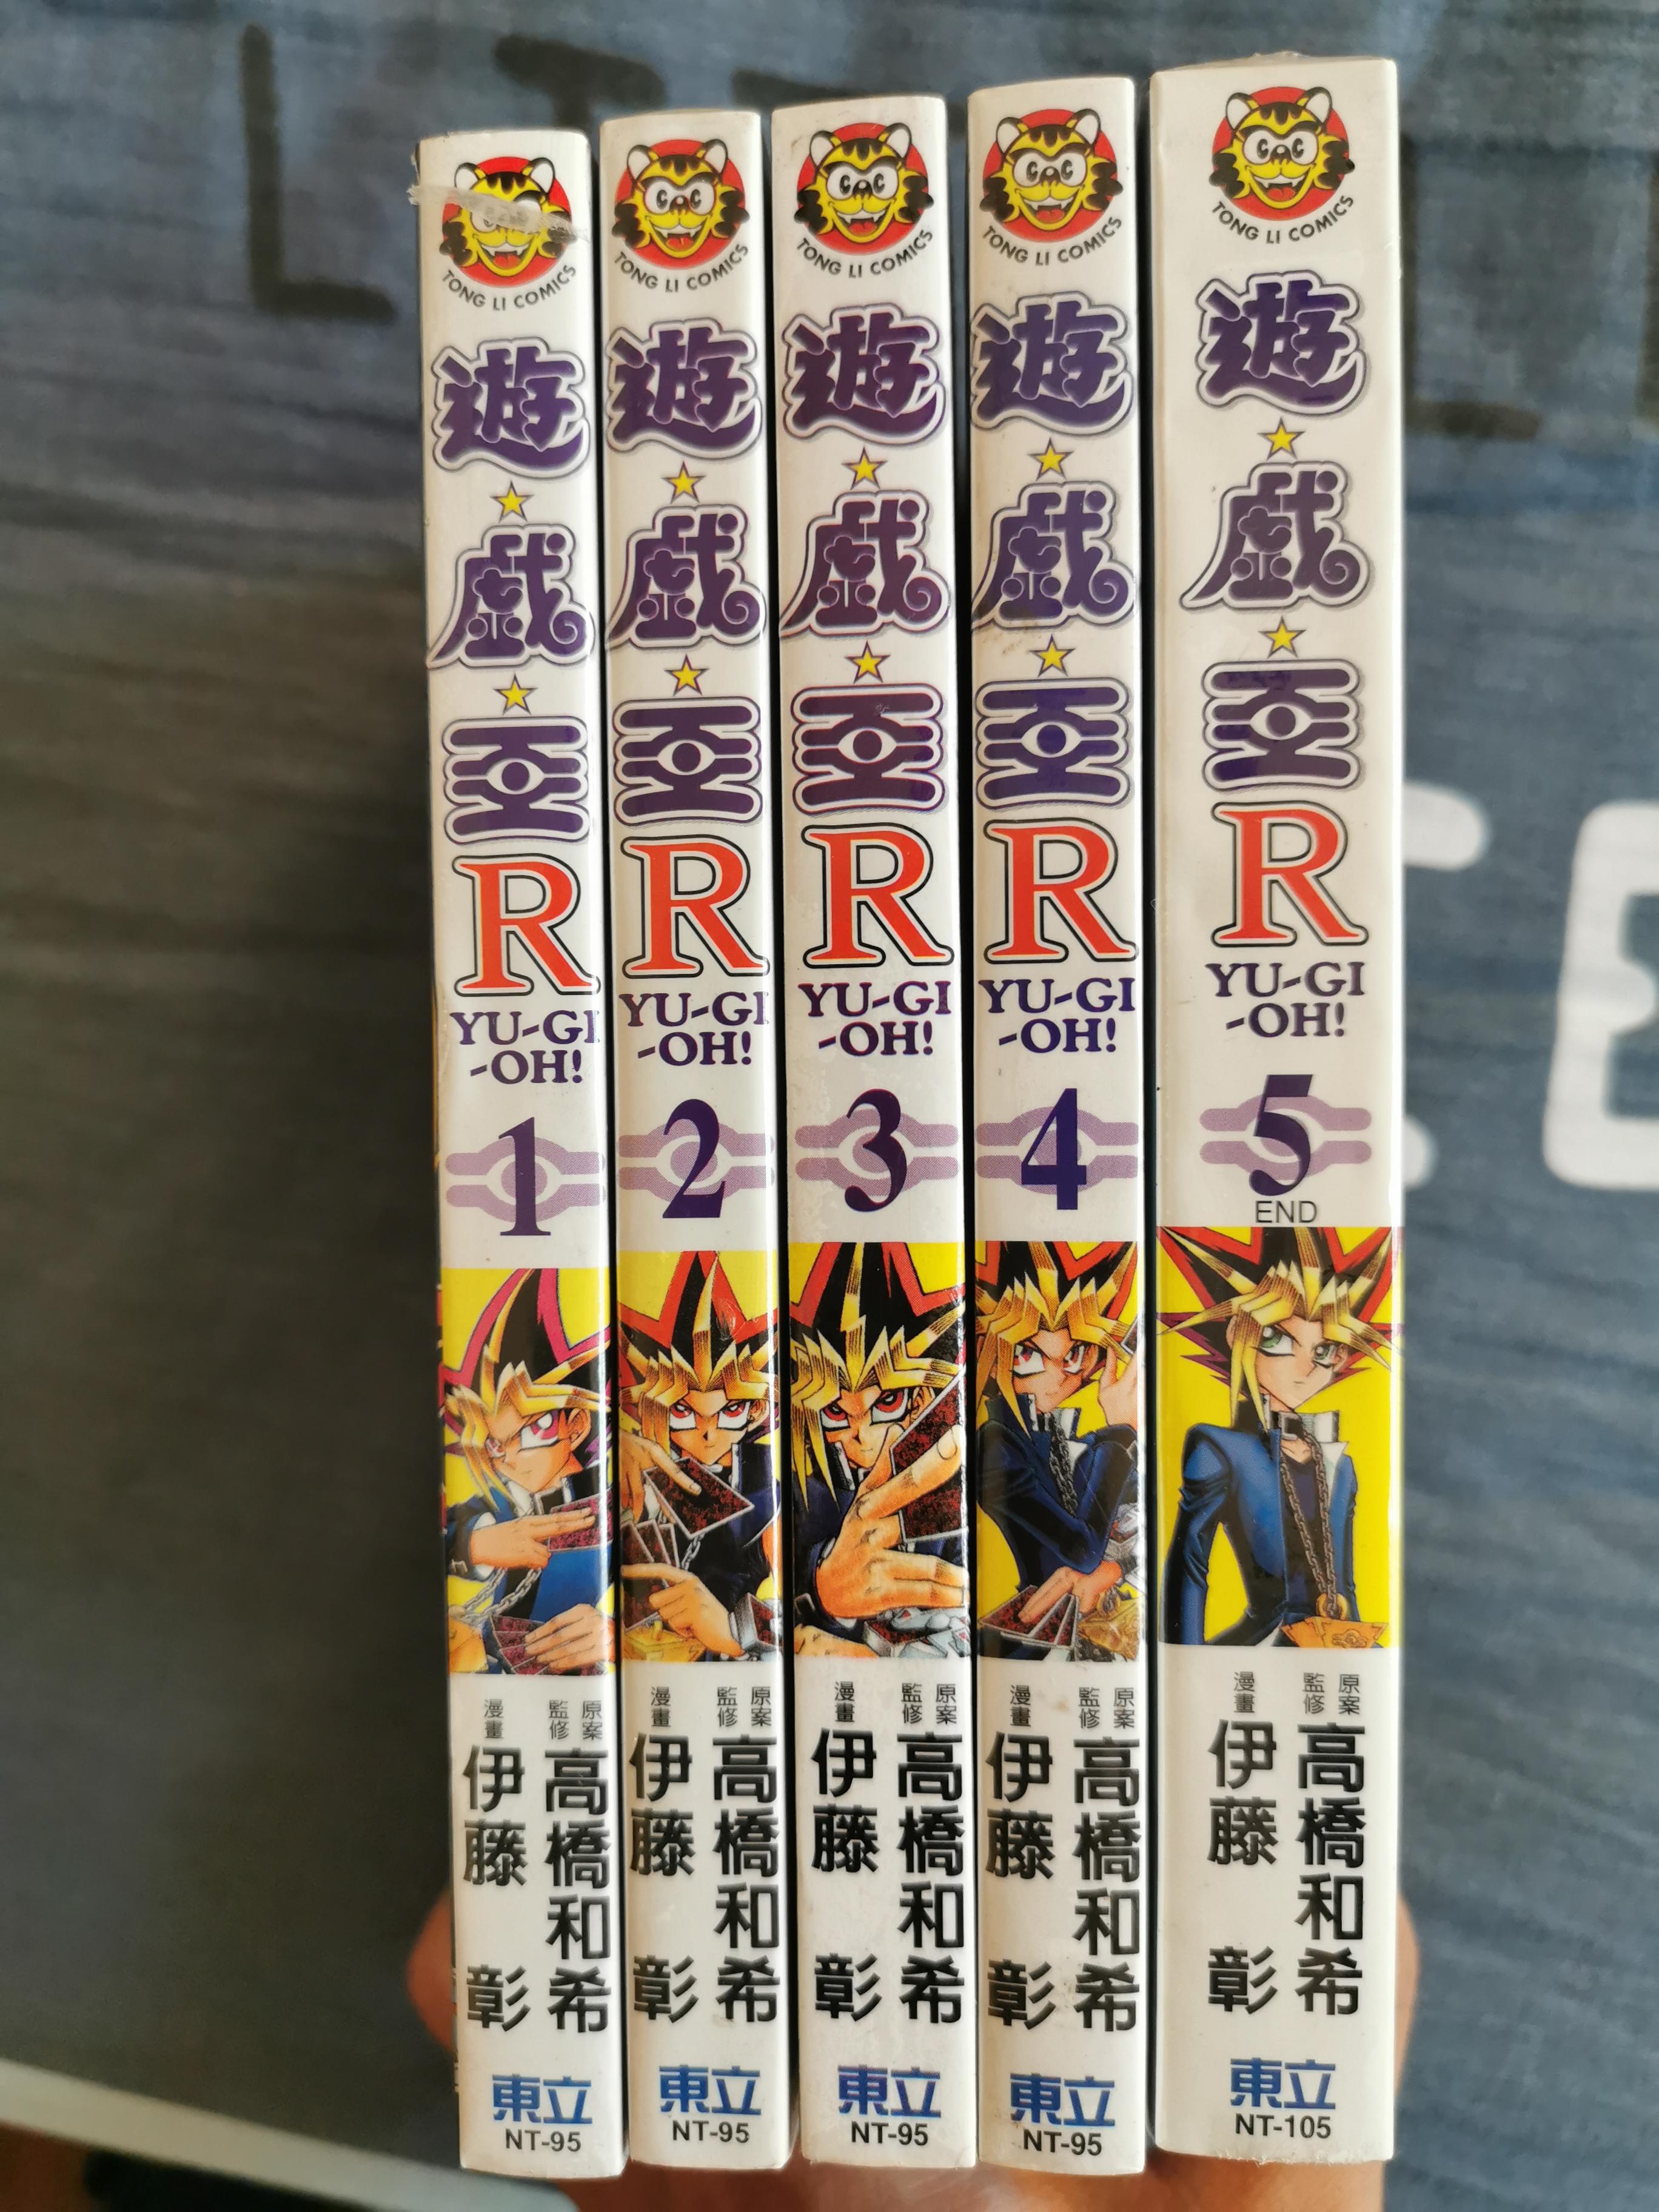 TONG LI COMICS
遊★戲★王
R
YU-GI
-OH!
1
原案
監修
高橋和希
漫畫
伊藤 彰
東立
NT-95
TONG LI COMICS
遊★戲★王
R
YU-GI
-OH!
2
原案
監修
高橋和希
漫畫
伊藤 彰
東立
NT-95
TONG LI COMICS
遊★戲★王
R
YU-GI
-OH!
3
原案
監修
高橋和希
漫畫
伊藤 彰
東立
NT-95
TONG LI COMICS
遊★戲★王
R
YU-GI
-OH!
4
原案
監修
高橋和希
漫畫
伊藤 彰
東立
NT-95
TONG LI COMICS
遊★戲★王
R
YU-GI
-OH!
5
END
原案
監修
高橋和希
漫畫
伊藤 彰
東立
NT-105